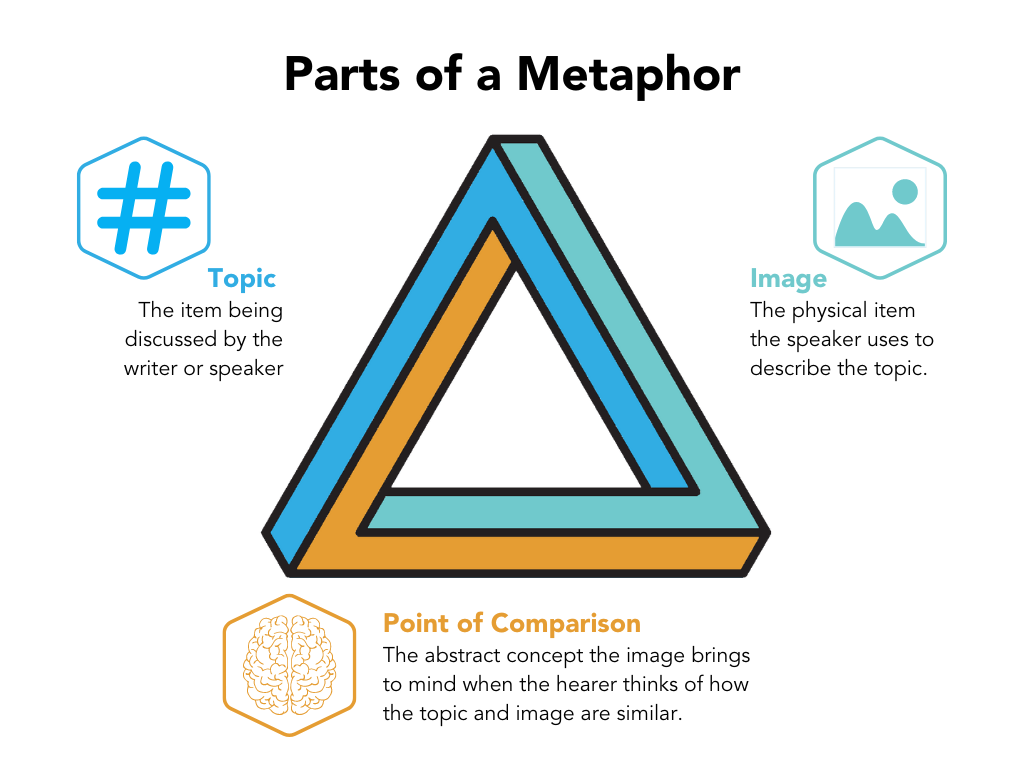 Parts of a Metaphor
Topic
The item being
discussed by the
writer or speaker
Image
The physical item
the speaker uses to
describe the topic.
Point of Comparison
The abstract concept the image brings
to mind when the hearer thinks of how
the topic and image are similar.